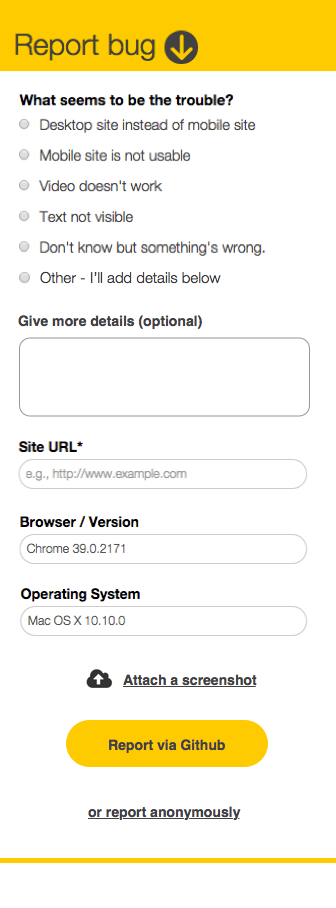 Report bug
What seems to be the trouble?
Desktop site instead of mobile site
Mobile site is not usable
Video doesn't work
Text not visible
Don't know but something's wrong.
Other - I'll add details below
Give more details (optional)
Site URL*
e.g., http://www.example.com
Browser / Version
Chrome 39.0.2171
Operating System
Mac OS X 10.10.0
Attach a screenshot
Report via Github
or report anonymously